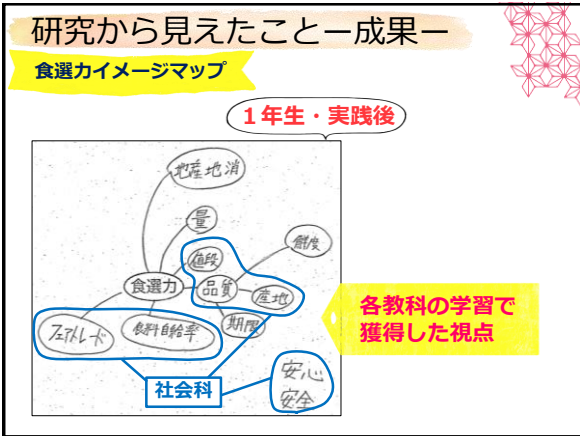 研究から見えたことー成果ー
食選力イメージマップ
１年生・実践後
地産地消
量
鮮度
値段
食選力
品質
産地
フェアトレード
食料自給率
期限
各教科の学習で
獲得した視点
社会科
安心
安全